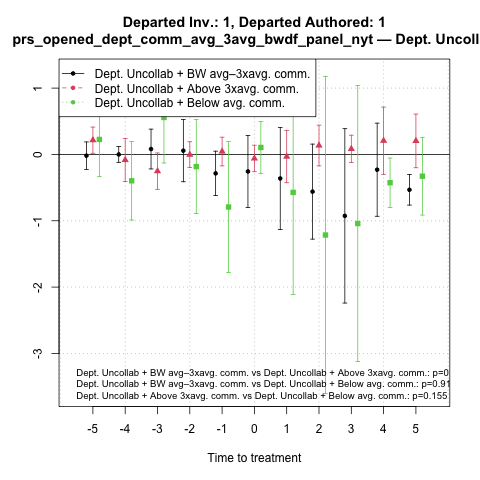 Departed Inv.: 1, Departed Authored: 1
prs_opened_dept_comm_avg_3avg_bwdf_panel_nyt — Dept. Uncoll
Dept. Uncollab + BW avg–3xavg. comm.
Dept. Uncollab + Above 3xavg. comm.
Dept. Uncollab + Below avg. comm.
1
0
-1
-2
-3
Dept. Uncollab + BW avg–3xavg. comm. vs Dept. Uncollab + Above 3xavg. comm.: p=0
Dept. Uncollab + BW avg–3xavg. comm. vs Dept. Uncollab + Below avg. comm.: p=0.91
Dept. Uncollab + Above 3xavg. comm. vs Dept. Uncollab + Below avg. comm.: p=0.155
-5 -4 -3 -2 -1 0 1 2 3 4 5
Time to treatment